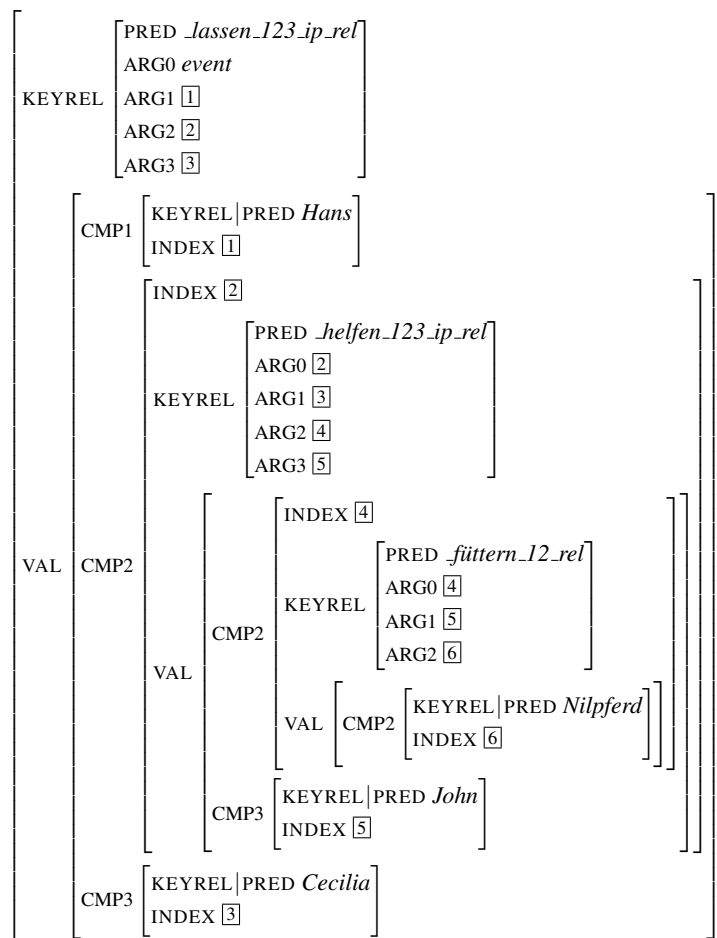 PRED _lassen_123_ip_rel
ARG0 event
KEYREL ARG1 1
ARG2 2
ARG3 3
CMP1 KEYREL|PRED Hans
INDEX 1
INDEX 2
PRED _helfen_123_ip_rel
ARG0 2
KEYREL ARG1 3
ARG2 4
ARG3 5
INDEX 4
PRED _füttern_12_rel
VAL CMP2 KEYREL ARG0 4
CMP2 ARG1 5
VAL ARG2 6
VAL CMP2 KEYREL|PRED Nilpferd
INDEX 6
CMP3 KEYREL|PRED John
INDEX 5
CMP3 KEYREL|PRED Cecilia
INDEX 3